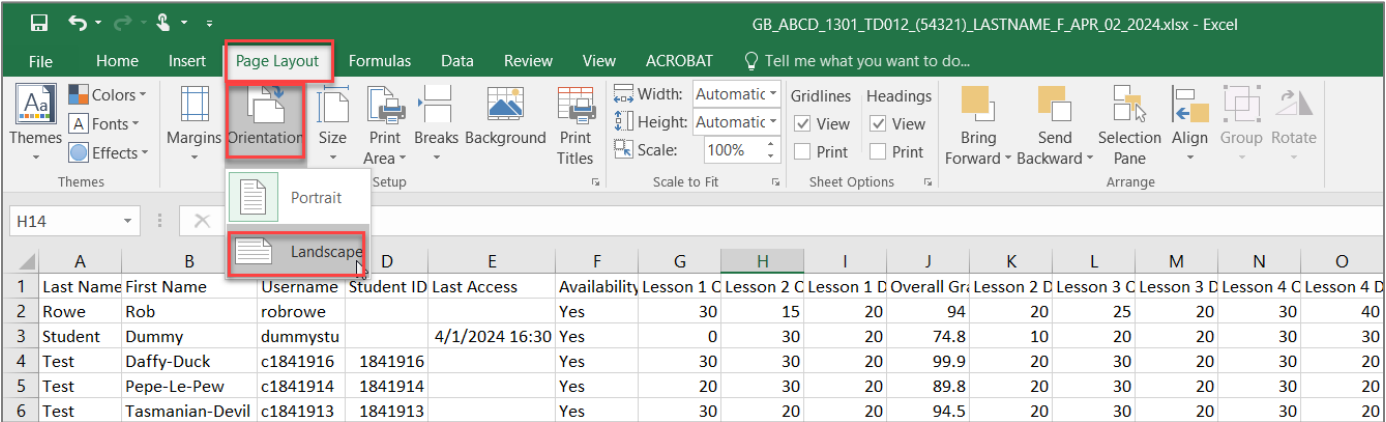 GB_ABCD_1301_TD012_(54321)_LASTNAME_F_APR_02_2024.xlsx - Excel
File Home Insert Page Layout Formulas Data Review View ACROBAT Tell me what you want to do...
Colors Width: Automatic Gridlines Headings
Aa A Fonts Height: Automatic View View
Themes Effects Margins Orientation Size Print Area Breaks Background Print Titles Scale: 100% Print Print Bring Forward Send Backward Selection Pane Align Group Rotate
Themes Setup Scale to Fit Sheet Options Arrange
Portrait
H14
Landscape
A B D E F G H I J K L M N O
1 Last Name First Name Username Student ID Last Access Availability Lesson 1 C Lesson 2 C Lesson 1 D Overall Gra Lesson 2 D Lesson 3 C Lesson 3 D Lesson 4 C Lesson 4 D
2 Rowe Rob robrowe Yes 30 15 20 94 20 25 20 30 40
3 Student Dummy dummystu 4/1/2024 16:30 Yes 0 30 20 74.8 10 20 20 30 30
4 Test Daffy-Duck c1841916 1841916 Yes 30 30 20 99.9 20 30 20 30 20
5 Test Pepe-Le-Pew c1841914 1841914 Yes 20 30 20 89.8 20 30 20 30 20
6 Test Tasmanian-Devil c1841913 1841913 Yes 30 20 20 94.5 20 30 20 30 20